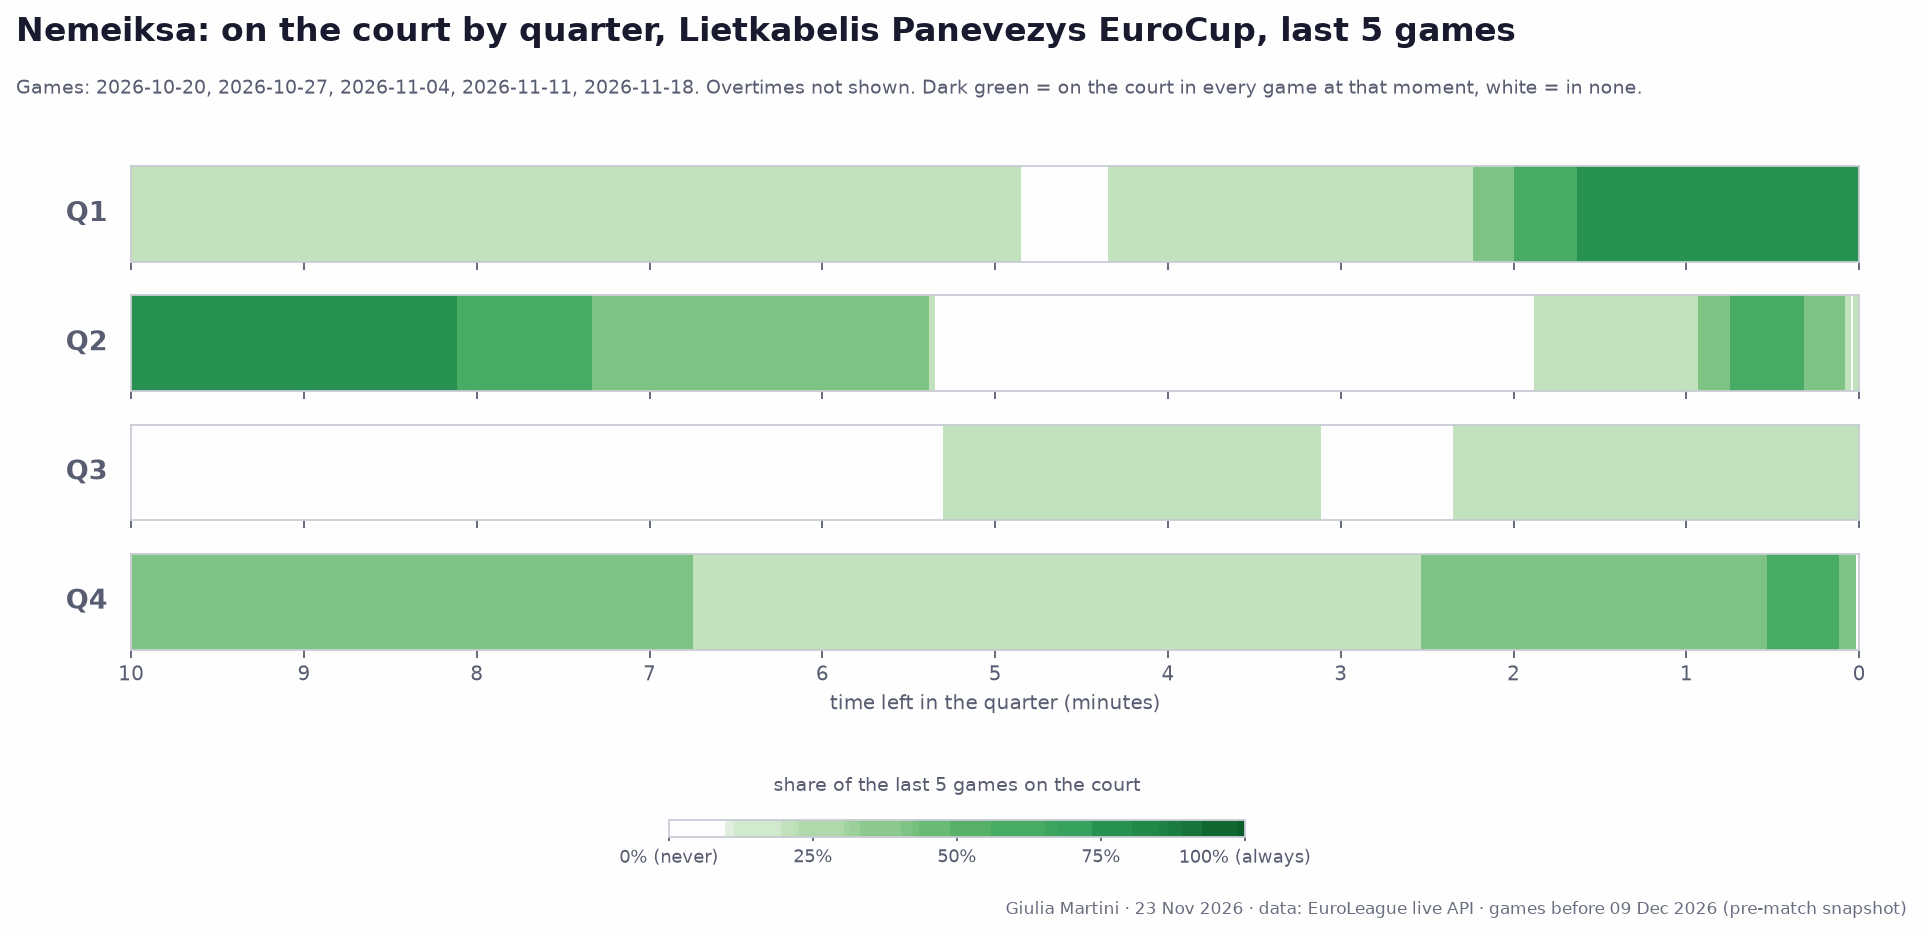 Nemeiksa: on the court by quarter, Lietkabelis Panevezys EuroCup, last 5 games
Games: 2026-10-20, 2026-10-27, 2026-11-04, 2026-11-11, 2026-11-18. Overtimes not shown. Dark green = on the court in every game at that moment, white = in none.
Q1
Q2
Q3
Q4
10 9 8 7 6 5 4 3 2 1 0
time left in the quarter (minutes)
share of the last 5 games on the court
0% (never) 25% 50% 75% 100% (always)
Giulia Martini · 23 Nov 2026 · data: EuroLeague live API · games before 09 Dec 2026 (pre-match snapshot)